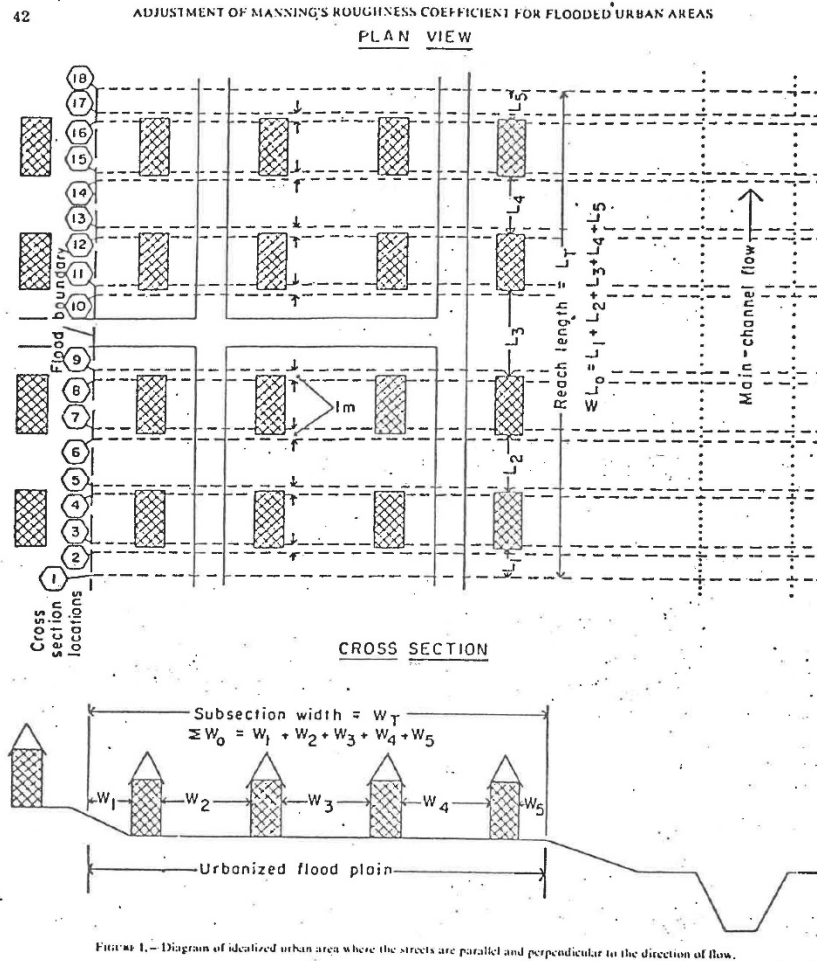 42
ADJUSTMENT OF MANNING'S ROUGHNESS COEFFICIENT FOR FLOODED URBAN AREAS
PLAN VIEW
18
17
16
15
14
13
12
11
10
9
8
7
6
5
4
3
2
1
Flood boundary
Cross
section
locations
1m
L5
L4
L3
L2
L1
Reach length = LT
ΣL0 = L1 + L2 + L3 + L4 + L5
Main-channel flow
CROSS SECTION
Subsection width = WT
ΣW0 = W1 + W2 + W3 + W4 + W5
W1
W2
W3
W4
W5
Urbanized flood plain
FIGURE 1.—Diagram of idealized urban area where the streets are parallel and perpendicular to the direction of flow.